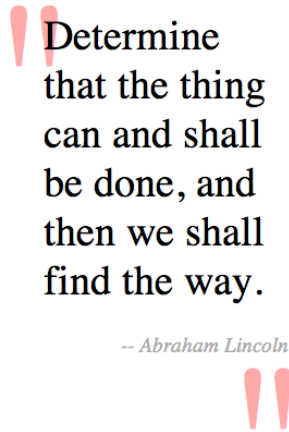 "Determine
that the thing
can and shall
be done, and
then we shall
find the way.
-- Abraham Lincoln
"